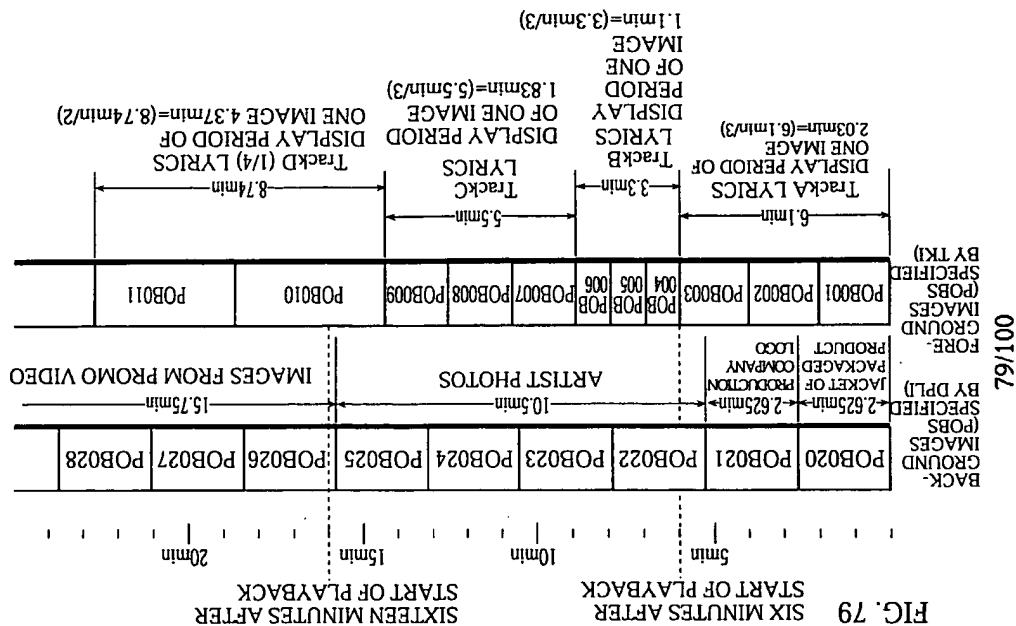 79/100
FIG. 79
SIX MINUTES AFTER
START OF PLAYBACK
SIXTEEN MINUTES AFTER
START OF PLAYBACK
5min
10min
15min
20min
BACK-
GROUND
IMAGES
(POBS
SPECIFIED
BY DPLI)
POB020
POB021
POB022
POB023
POB024
POB025
POB026
POB027
POB028
2.625min
2.625min
10.5min
15.75min
JACKET OF
PACKAGED
PRODUCT
PRODUCTION
COMPANY
LOGO
ARTIST PHOTOS
IMAGES FROM PROMO VIDEO
FORE-
GROUND
IMAGES
(POBS
SPECIFIED
BY TKI)
POB001
POB002
POB003
POB
004
POB
005
POB
006
POB007
POB008
POB009
POB010
POB011
6.1min
3.3min
5.5min
8.74min
TrackA LYRICS
DISPLAY PERIOD OF
ONE IMAGE
2.03min=(6.1min/3)
TrackB
LYRICS
DISPLAY
PERIOD
OF ONE
IMAGE
1.1min=(3.3min/3)
TrackC
LYRICS
DISPLAY PERIOD
OF ONE IMAGE
1.83min=(5.5min/3)
TrackD (1/4) LYRICS
DISPLAY PERIOD OF
ONE IMAGE 4.37min=(8.74min/2)